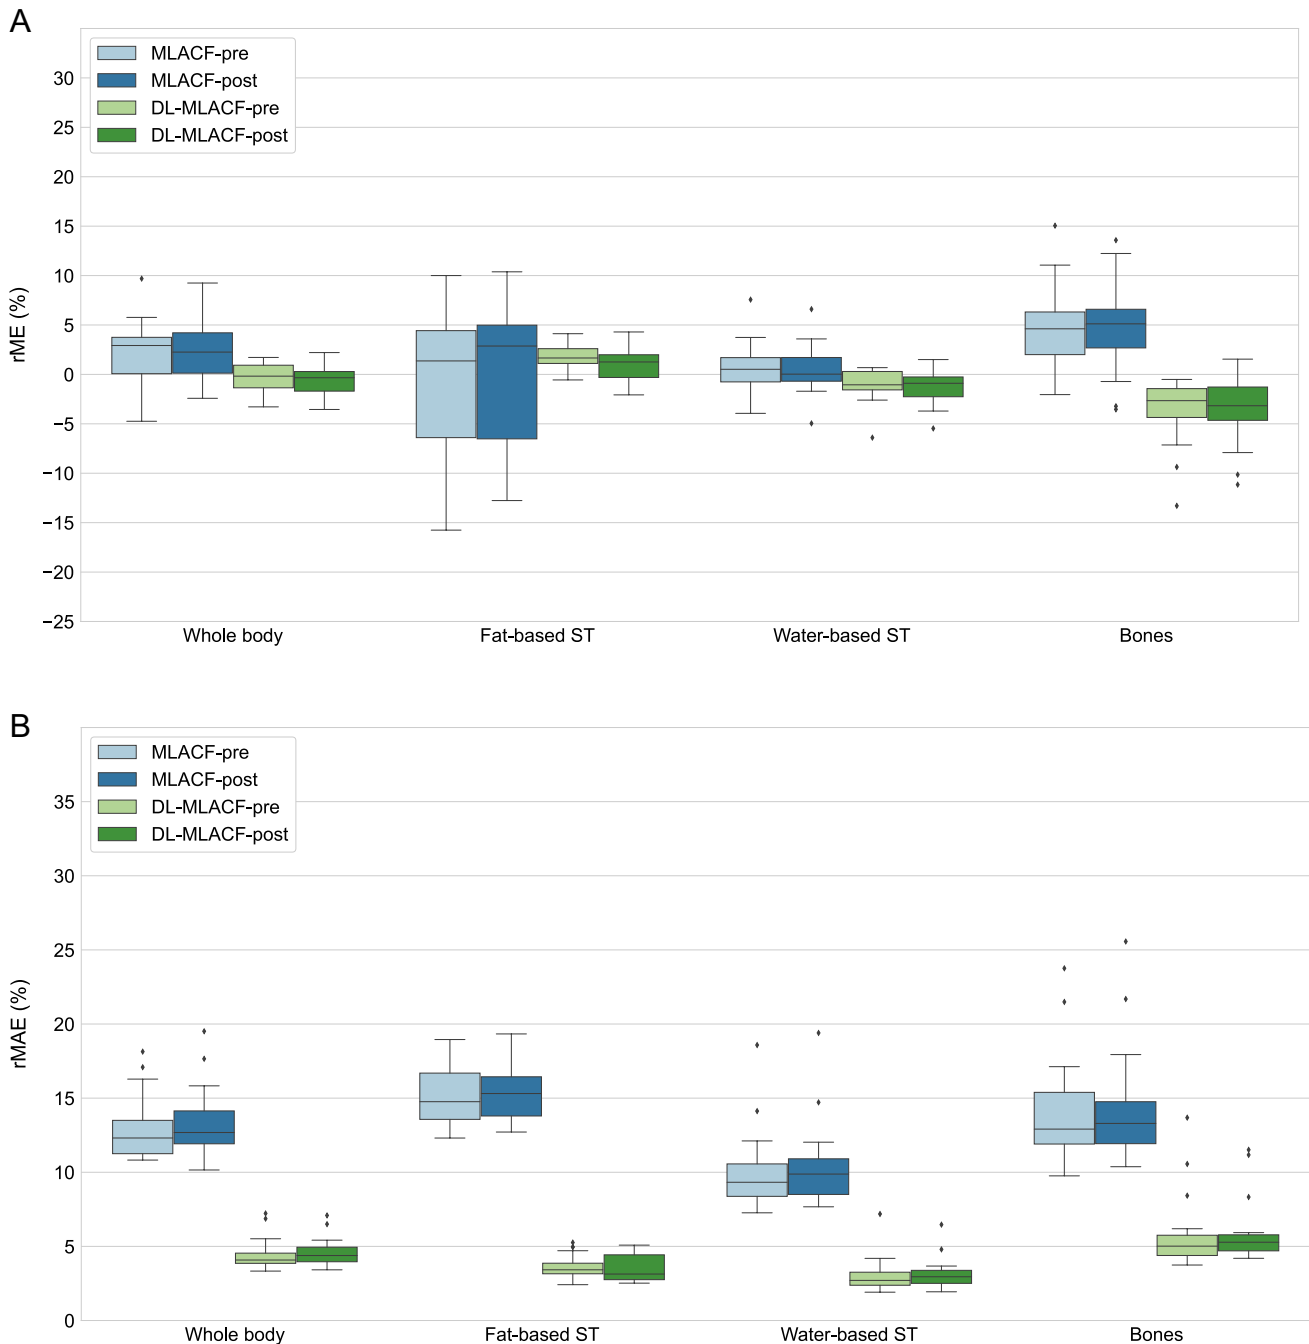 A
MLACF-pre
MLACF-post
DL-MLACF-pre
DL-MLACF-post
30
25
20
15
10
5
0
−5
−10
−15
−20
−25
rME (%)
Whole body Fat-based ST Water-based ST Bones
B
MLACF-pre
MLACF-post
DL-MLACF-pre
DL-MLACF-post
35
30
25
20
15
10
5
0
rMAE (%)
Whole body Fat-based ST Water-based ST Bones